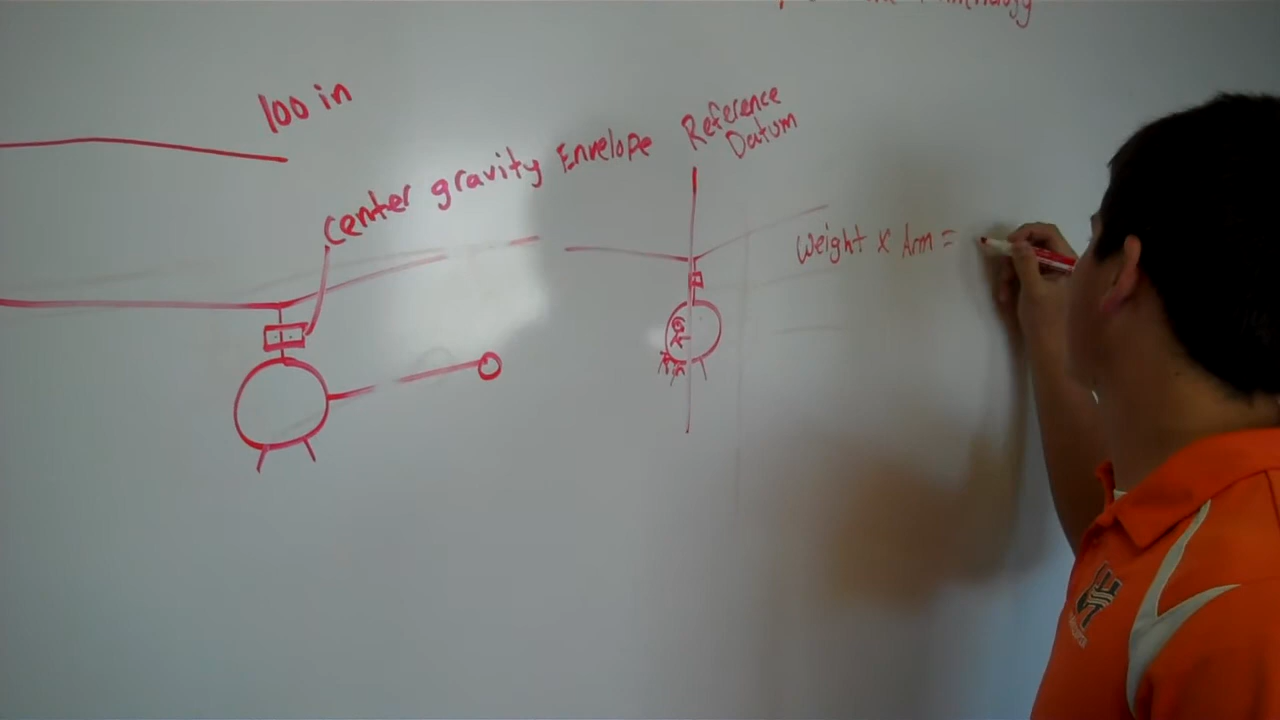 100 in
center gravity Envelope
Reference
Datum
Weight x Arm =